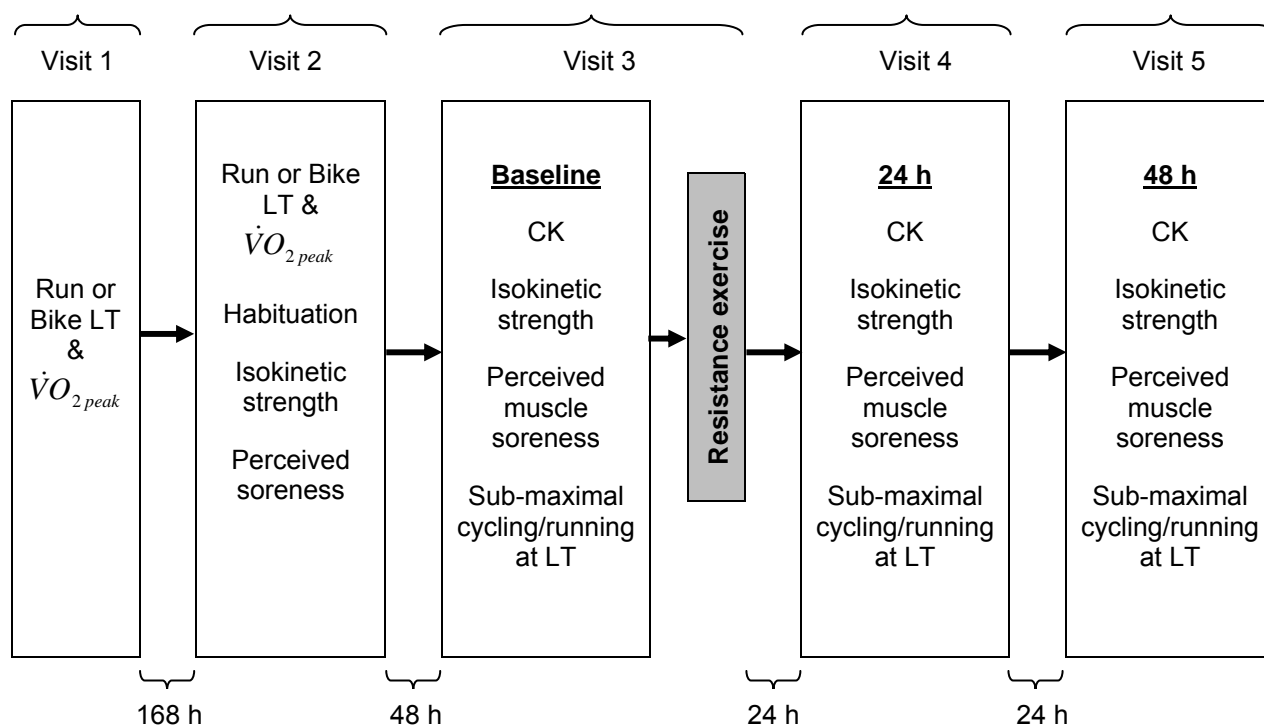 Visit 1
Visit 2
Visit 3
Visit 4
Visit 5
Run or
Bike LT
&
V̇O₂ peak
Run or Bike
LT &
V̇O₂ peak
Habituation
Isokinetic
strength
Perceived
soreness
Baseline
CK
Isokinetic
strength
Perceived
muscle
soreness
Sub-maximal
cycling/running
at LT
Resistance exercise
24 h
CK
Isokinetic
strength
Perceived
muscle
soreness
Sub-maximal
cycling/running
at LT
48 h
CK
Isokinetic
strength
Perceived
muscle
soreness
Sub-maximal
cycling/running
at LT
168 h
48 h
24 h
24 h